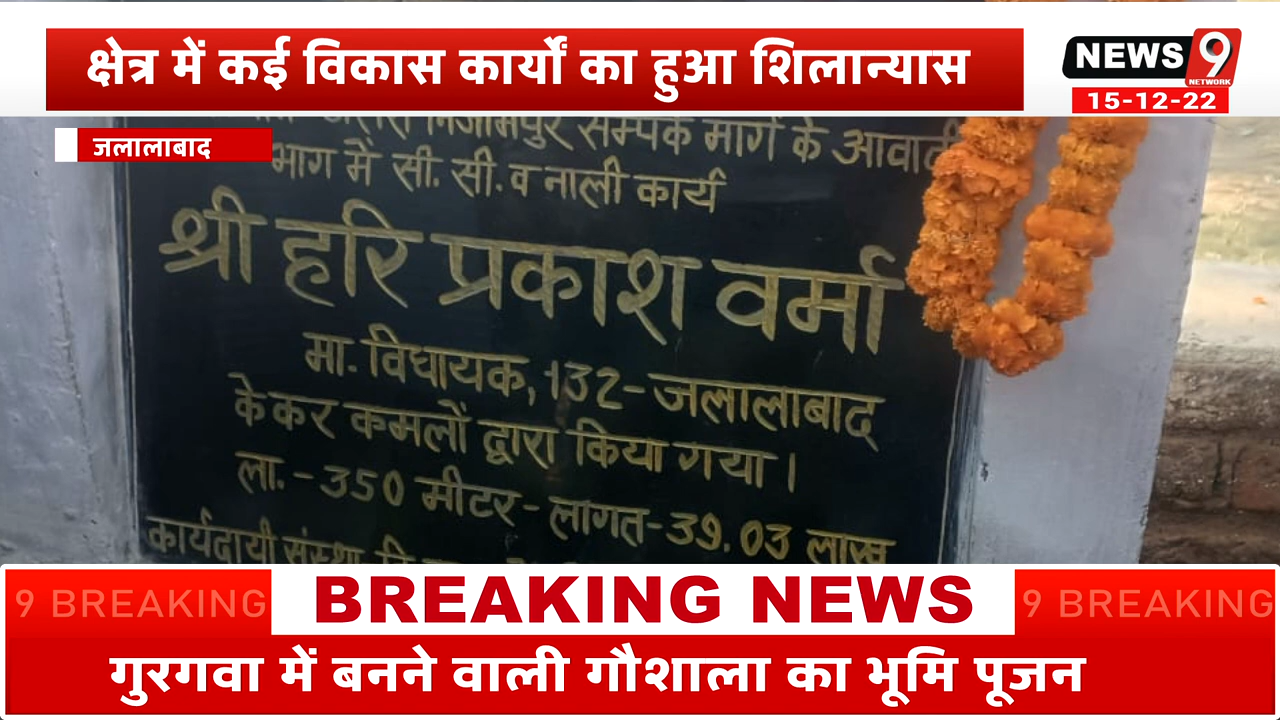 क्षेत्र में कई विकास कार्यों का हुआ शिलान्यास
NEWS 9
NETWORK
15-12-22
जलालाबाद
सम्पर्क मार्ग के आवादी
भाग में सी. सी. व नाली कार्य
श्री हरि प्रकाश वर्मा
मा. विधायक, 132-जलालाबाद
के कर कमलों द्वारा किया गया।
ला.-350 मीटर-लागत-39.03 लाख
कार्यदायी संस्था
9 BREAKING
BREAKING NEWS
9 BREAKING
गुरगवा में बनने वाली गौशाला का भूमि पूजन